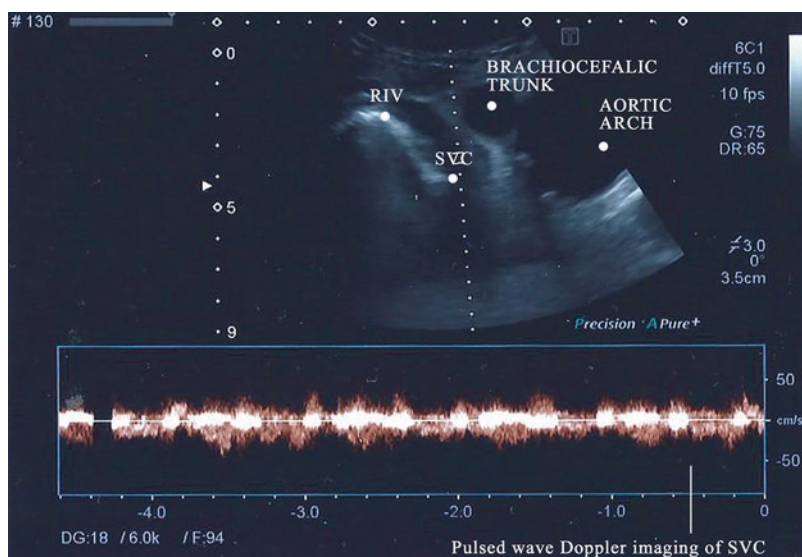 # 130
0
5
9
RIV
SVC
BRACHIOCEFALIC
TRUNK
AORTIC
ARCH
T
6C1
diffT5.0
10 fps
G:75
DR:65
3.0
0°
3.5cm
Precision APure+
50
cm/s
-50
-4.0
-3.0
-2.0
-1.0
0
DG:18 / 6.0k / F:94
Pulsed wave Doppler imaging of SVC